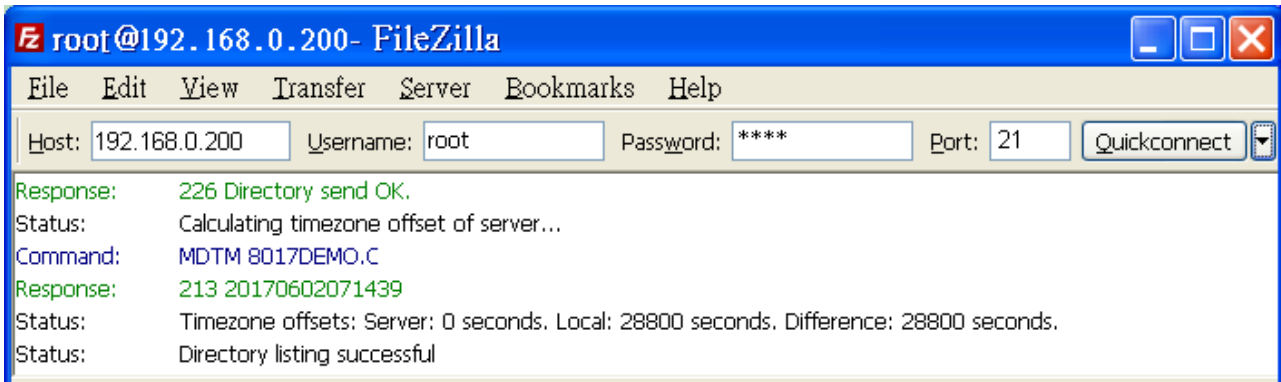 Fz root@192.168.0.200- FileZilla
File Edit View Transfer Server Bookmarks Help
Host: 192.168.0.200 Username: root Password: **** Port: 21 Quickconnect
Response: 226 Directory send OK.
Status: Calculating timezone offset of server...
Command: MDTM 8017DEMO.C
Response: 213 20170602071439
Status: Timezone offsets: Server: 0 seconds. Local: 28800 seconds. Difference: 28800 seconds.
Status: Directory listing successful